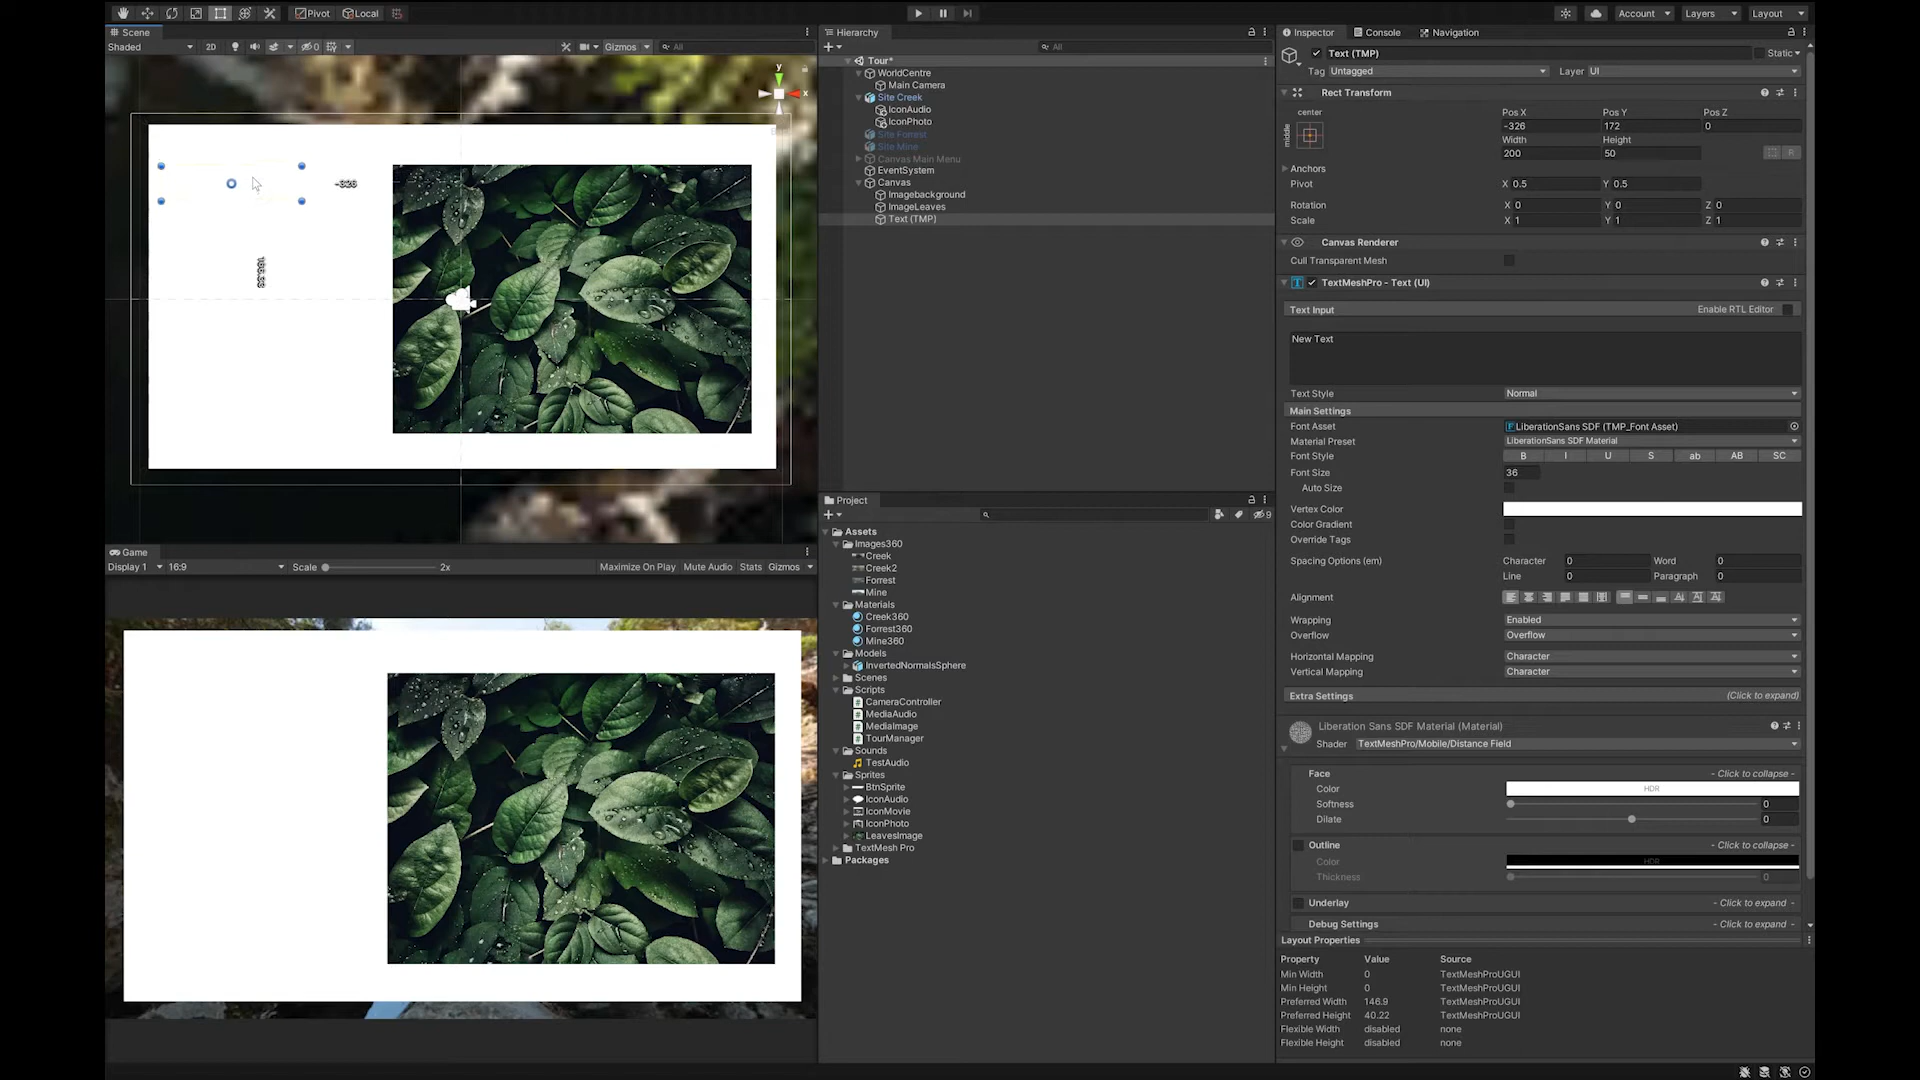 Pivot Local
Account Layers Layout
Scene
Shaded 2D 0 Gizmos All
y
x
-326
Game
Display 1 16:9 Scale 2x Maximize On Play Mute Audio Stats Gizmos
Hierarchy
All
Tour*
WorldCentre
Main Camera
Site Creek
IconAudio
IconPhoto
Site Forrest
Site Mine
Canvas Main Menu
EventSystem
Canvas
Imagebackground
ImageLeaves
Text (TMP)
Project
9
Assets
Images360
Creek
Creek2
Forrest
Mine
Materials
Creek360
Forrest360
Mine360
Models
InvertedNormalsSphere
Scenes
Scripts
CameraController
MediaAudio
MediaImage
TourManager
Sounds
TestAudio
Sprites
BtnSprite
IconAudio
IconMovie
IconPhoto
LeavesImage
TextMesh Pro
Packages
Inspector Console Navigation
Text (TMP) Static
Tag Untagged Layer UI
Rect Transform
center Pos X Pos Y Pos Z
middle -326 172 0
Width Height
200 50 R
Anchors
Pivot X 0.5 Y 0.5
Rotation X 0 Y 0 Z 0
Scale X 1 Y 1 Z 1
Canvas Renderer
Cull Transparent Mesh
TextMeshPro - Text (UI)
Text Input Enable RTL Editor
New Text
Text Style Normal
Main Settings
Font Asset LiberationSans SDF (TMP_Font Asset)
Material Preset LiberationSans SDF Material
Font Style B I U S ab AB SC
Font Size 36
Auto Size
Vertex Color
Color Gradient
Override Tags
Spacing Options (em) Character 0 Word 0
Line 0 Paragraph 0
Alignment
Wrapping Enabled
Overflow Overflow
Horizontal Mapping Character
Vertical Mapping Character
Extra Settings (Click to expand)
Liberation Sans SDF Material (Material)
Shader TextMeshPro/Mobile/Distance Field
Face - Click to collapse -
Color HDR
Softness 0
Dilate 0
Outline - Click to collapse -
Color HDR
Thickness 0
Underlay - Click to expand -
Debug Settings - Click to expand -
Layout Properties
Property Value Source
Min Width 0 TextMeshProUGUI
Min Height 0 TextMeshProUGUI
Preferred Width 146.9 TextMeshProUGUI
Preferred Height 40.22 TextMeshProUGUI
Flexible Width disabled none
Flexible Height disabled none